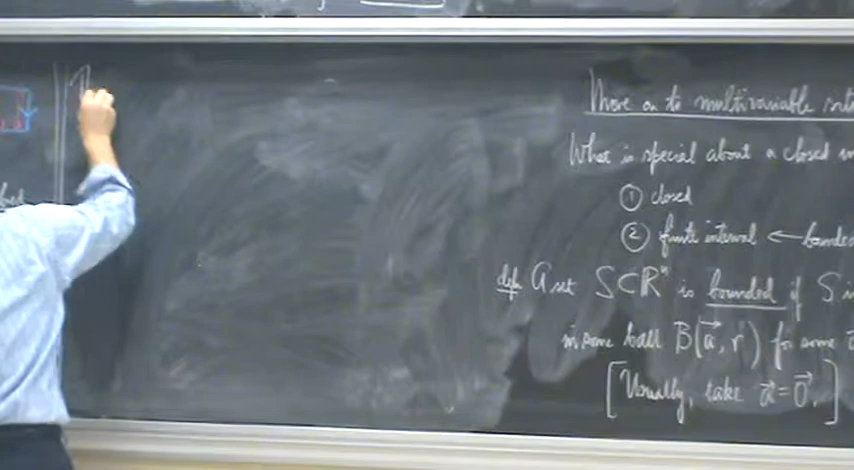 Move on to multivariable
What is special about a closed
① closed
② finite interval ← bounded
def A set S⊂ℝⁿ is bounded if S
in some ball B(a⃗, r) for some
[Usually, take a⃗ = 0⃗.]